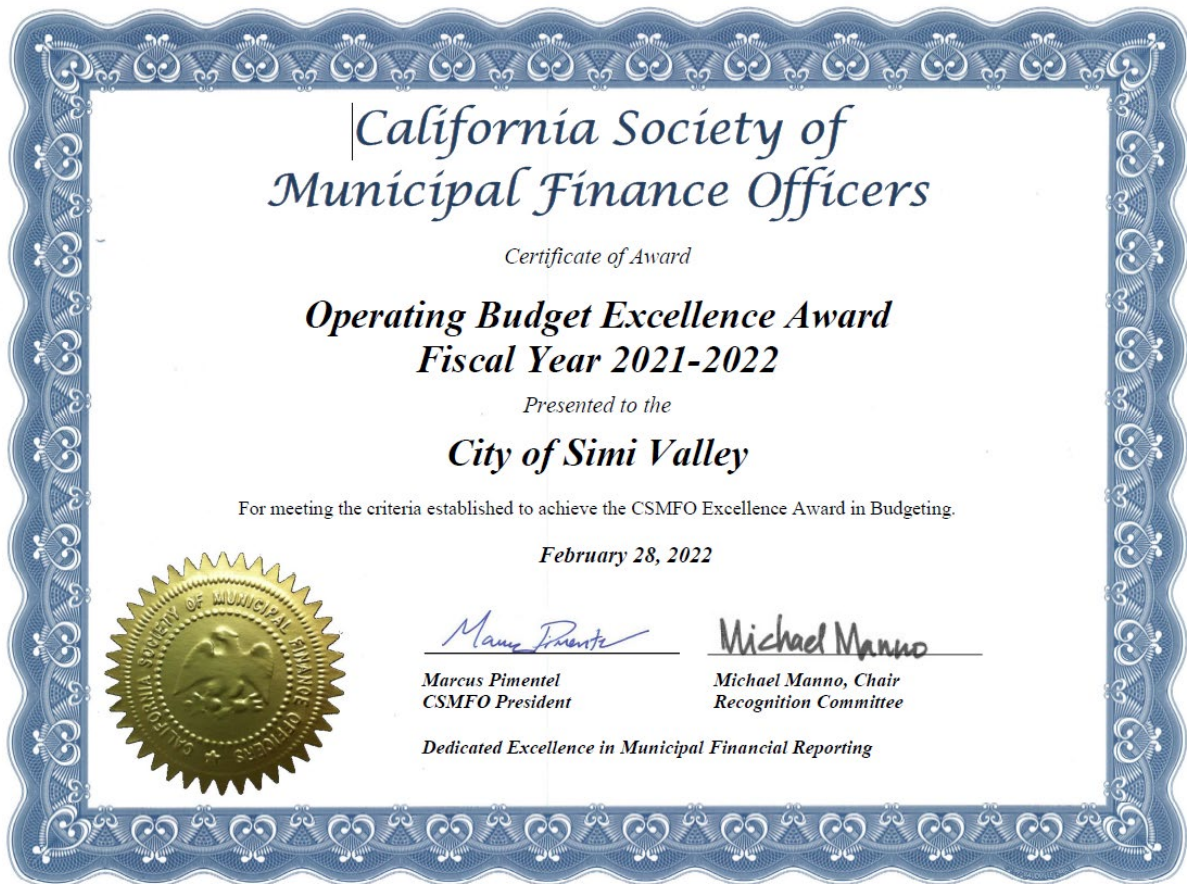 California Society of
Municipal Finance Officers
Certificate of Award
Operating Budget Excellence Award
Fiscal Year 2021-2022
Presented to the
City of Simi Valley
For meeting the criteria established to achieve the CSMFO Excellence Award in Budgeting.
February 28, 2022
CALIFORNIA SOCIETY OF MUNICIPAL FINANCE OFFICERS
Michael Manno
Marcus Pimentel
CSMFO President
Michael Manno, Chair
Recognition Committee
Dedicated Excellence in Municipal Financial Reporting